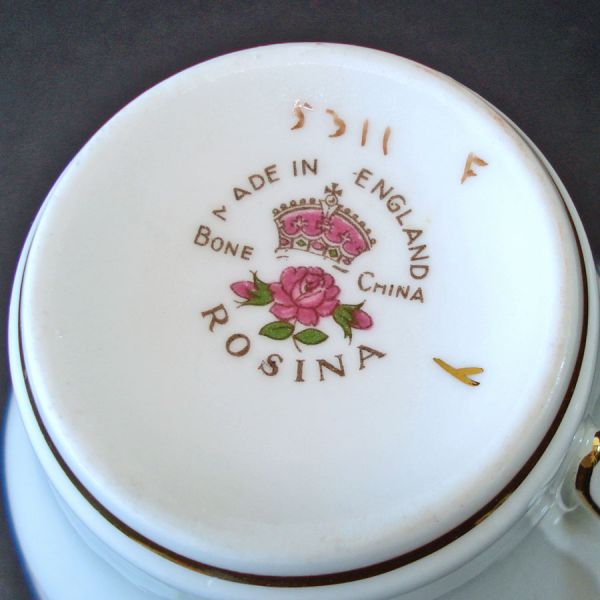 5311 F
MADE IN ENGLAND
BONE CHINA
ROSINA